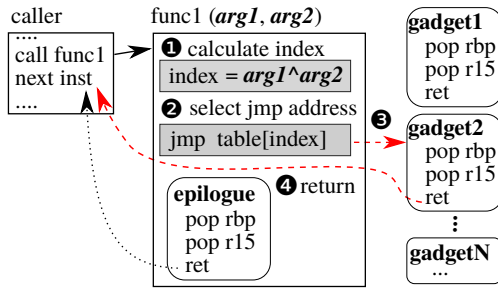 caller
....
call func1
next inst
....
func1 (arg1, arg2)
❶ calculate index
index = arg1^arg2
❷ select jmp address
jmp table[index]
❸
❹ return
epilogue
pop rbp
pop r15
ret
gadget1
pop rbp
pop r15
ret
gadget2
pop rbp
pop r15
ret
⋮
gadgetN
...